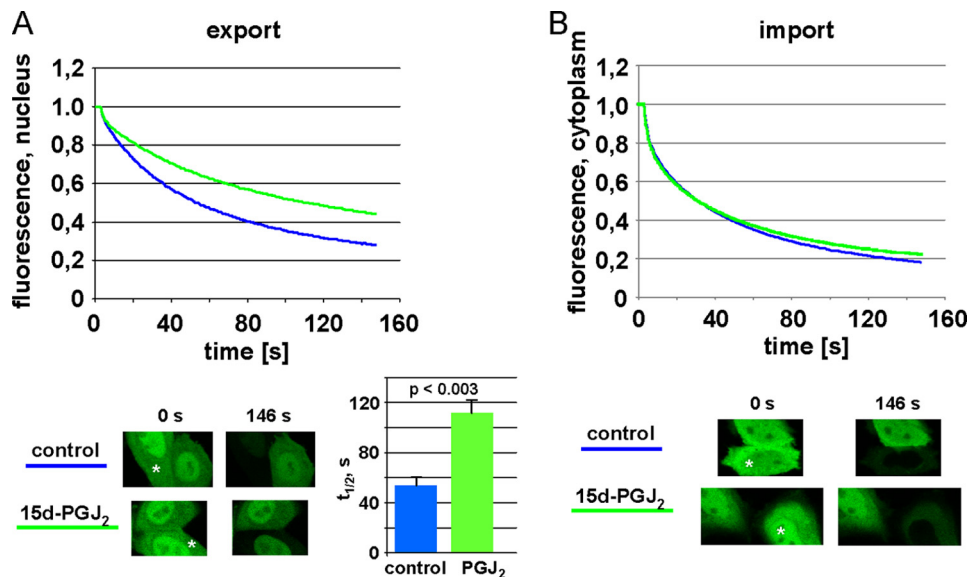 A
export
fluorescence, nucleus
1,2
1.0
0,8
0,6
0,4
0,2
0
0 40 80 120 160
time [s]
0 s 146 s
control
*
15d-PGJ₂
*
p < 0.003
t1/2, s
120
80
40
0
control PGJ₂
B
import
fluorescence, cytoplasm
1,2
1.0
0,8
0,6
0,4
0,2
0
0 40 80 120 160
time [s]
0 s 146 s
control
*
15d-PGJ₂
*